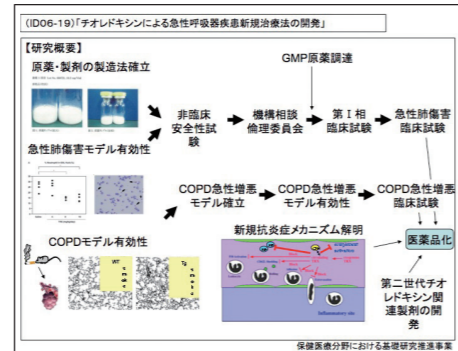 (ID06-19)「チオレドキシンによる急性呼吸器疾患新規治療法の開発」
【研究概要】
原薬・製剤の製造法確立
GMP原薬調達
非臨床
安全性試
験
機構相談
倫理委員会
第Ⅰ相
臨床試験
急性肺傷害
臨床試験
急性肺傷害モデル有効性
COPD急性増悪
モデル確立
COPD急性増悪
モデル有効性
COPD急性増悪
臨床試験
COPDモデル有効性
新規抗炎症メカニズム解明
医薬品化
WT
smoke
Tg
smoke
Inflammatory site
第二世代チオ
レドキシン関
連製剤の開
発
保健医療分野における基礎研究推進事業